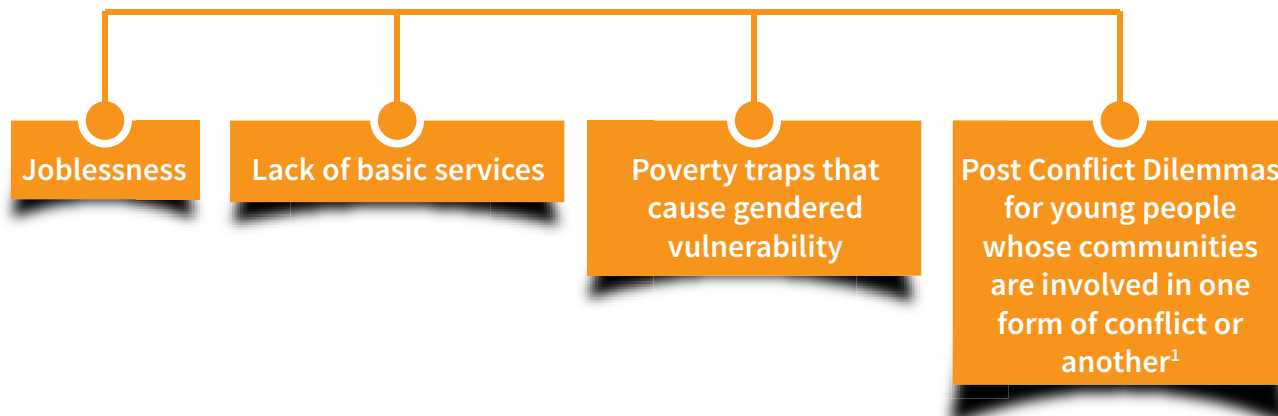 Joblessness
Lack of basic services
Poverty traps that
cause gendered
vulnerability
Post Conflict Dilemmas
for young people
whose communities
are involved in one
form of conflict or
another¹